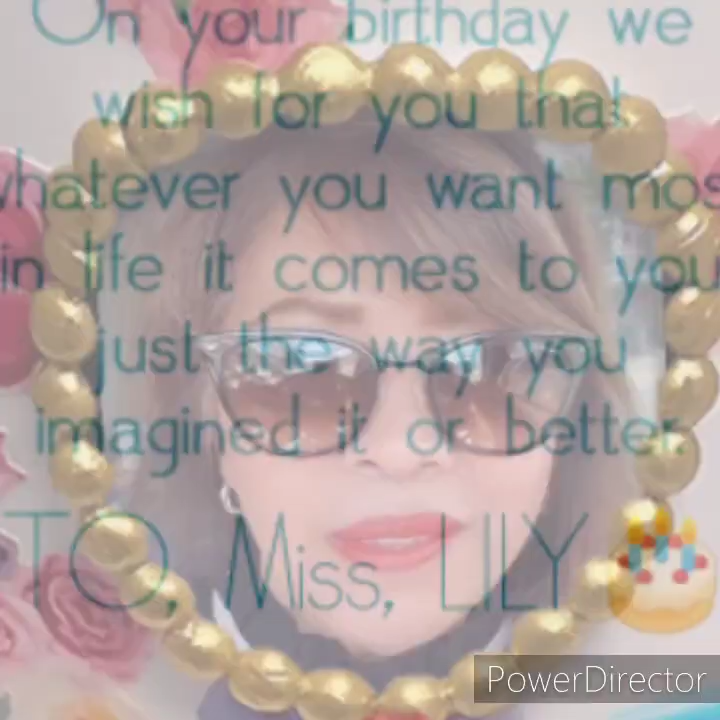 On your birthday we
wish for you that
whatever you want mos
in life it comes to you
just the way you
imagined it or better.
TO, Miss, LILY
PowerDirector